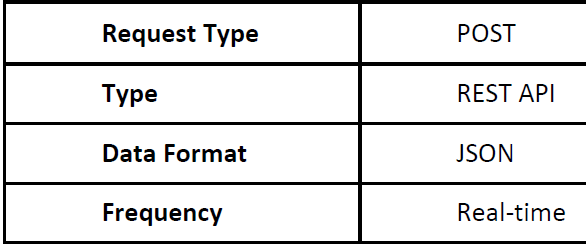 Request Type POST
Type REST API
Data Format JSON
Frequency Real-time